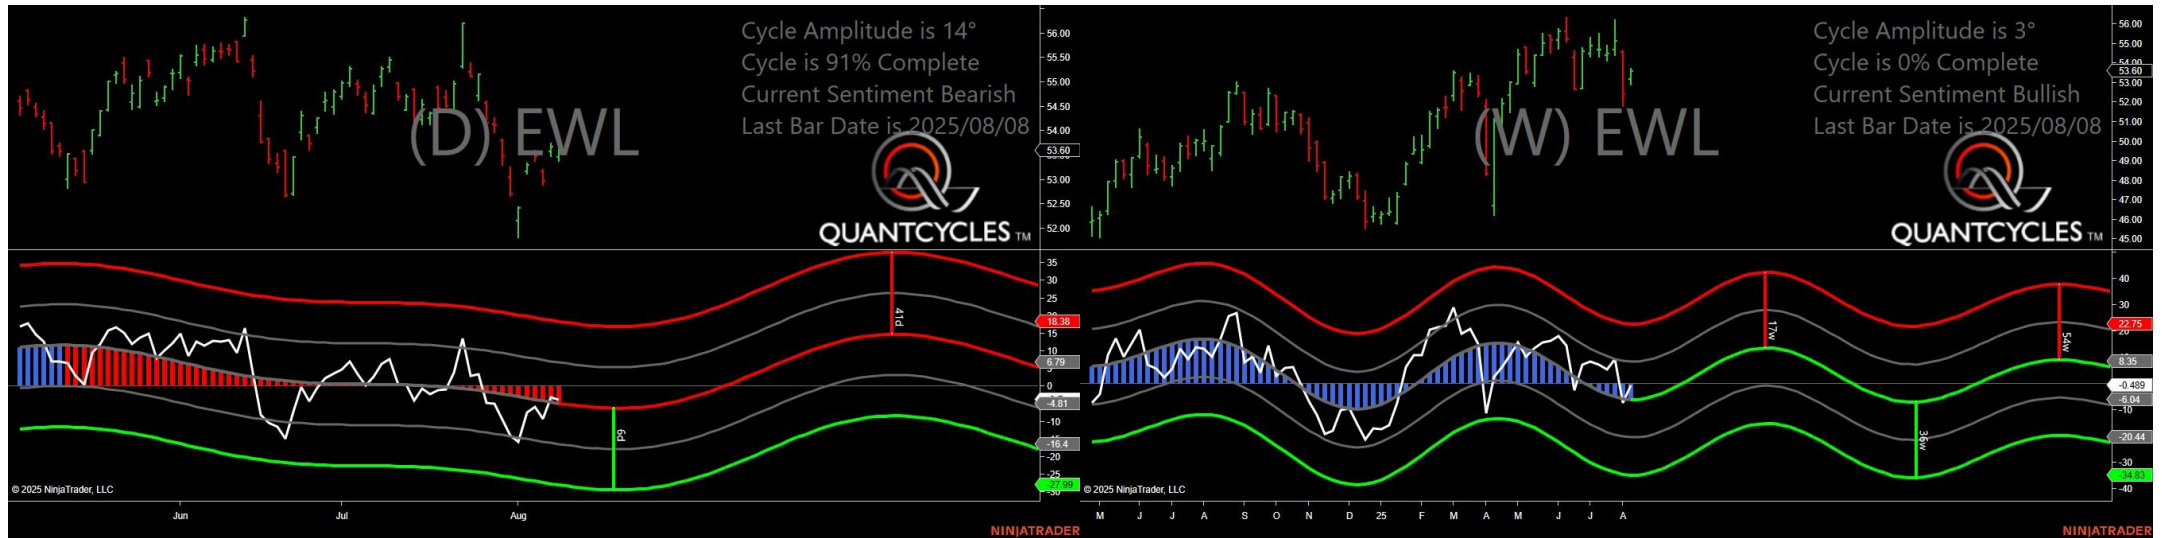 Cycle Amplitude is 14°
Cycle is 91% Complete
Current Sentiment Bearish
Last Bar Date is 2025/08/08
(D) EWL
QUANTCYCLES TM
56.00
55.50
55.00
54.50
54.00
53.60
53.00
52.50
52.00
35
30
25
18.38
15
10
6.79
0
-4.81
-10
-16.4
-20
-25
-27.99
41d
6d
© 2025 NinjaTrader, LLC
Jun
Jul
Aug
NINJATRADER
Cycle Amplitude is 3°
Cycle is 0% Complete
Current Sentiment Bullish
Last Bar Date is 2025/08/08
(W) EWL
QUANTCYCLES TM
56.00
55.00
54.00
53.60
53.00
52.00
51.00
50.00
49.00
48.00
47.00
46.00
45.00
40
30
22.75
20
8.35
-0.489
-6.04
-10
-20.44
-30
-34.83
-40
17w
54w
36w
© 2025 NinjaTrader, LLC
M
J
J
A
S
O
N
D
25
F
M
A
M
J
J
A
NINJATRADER